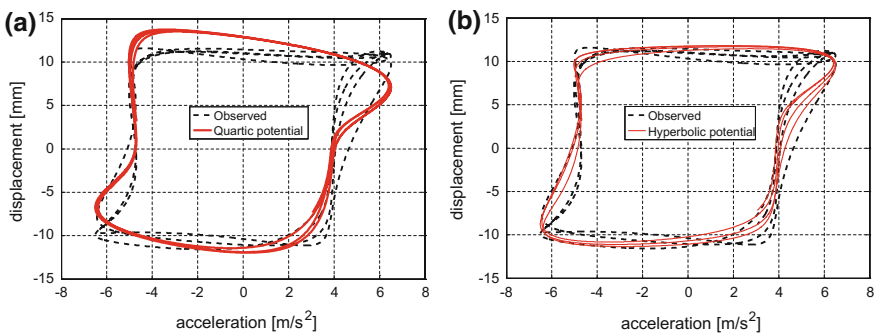 (a)
15
10
5
0
-5
-10
-15
displacement [mm]
-8 -6 -4 -2 0 2 4 6 8
acceleration [m/s²]
Observed
Quartic potential
(b)
15
10
5
0
-5
-10
-15
displacement [mm]
-8 -6 -4 -2 0 2 4 6 8
acceleration [m/s²]
Observed
Hyperbolic potential